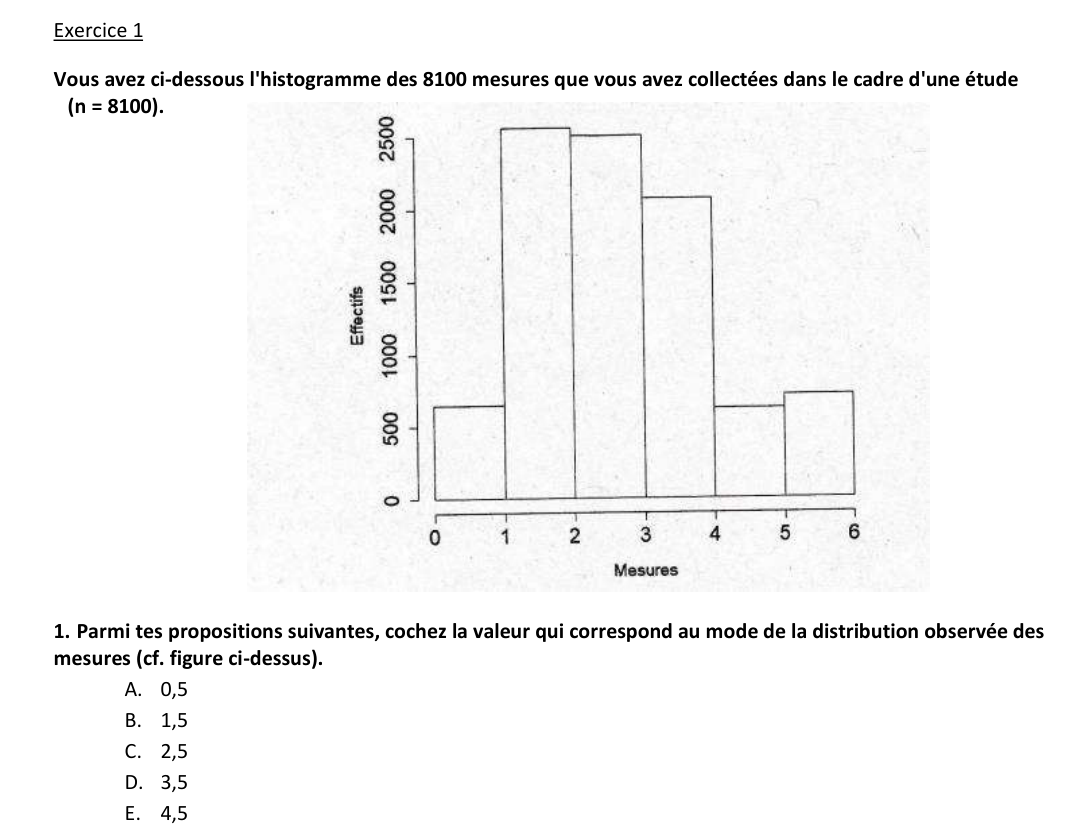 Exercice 1
Vous avez ci-dessous l'histogramme des 8100 mesures que vous avez collectées dans le cadre d'une étude
(n = 8100).
Effectifs
0 500 1000 1500 2000 2500
0 1 2 3 4 5 6
Mesures
1. Parmi tes propositions suivantes, cochez la valeur qui correspond au mode de la distribution observée des
mesures (cf. figure ci-dessus).
A. 0,5
B. 1,5
C. 2,5
D. 3,5
E. 4,5